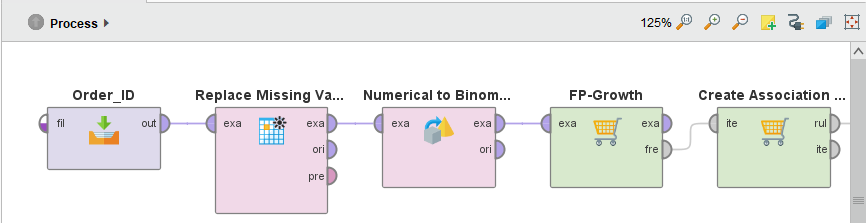 Process
125%
Order_ID
Replace Missing Va...
Numerical to Binom...
FP-Growth
Create Association ...
fil
out
exa
exa
ori
pre
exa
exa
ori
exa
exa
fre
ite
rul
ite